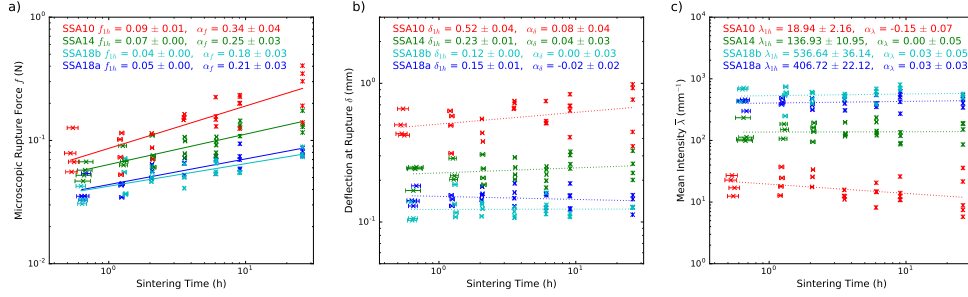 a)
SSA10 f1h = 0.09 ± 0.01, αf = 0.34 ± 0.04
SSA14 f1h = 0.07 ± 0.00, αf = 0.25 ± 0.03
SSA18b f1h = 0.04 ± 0.00, αf = 0.18 ± 0.03
SSA18a f1h = 0.05 ± 0.00, αf = 0.21 ± 0.03
Microscopic Rupture Force f (N)
10^0
10^-1
10^-2
10^0
10^1
Sintering Time (h)
b)
SSA10 δ1h = 0.52 ± 0.04, αδ = 0.08 ± 0.04
SSA14 δ1h = 0.23 ± 0.01, αδ = 0.04 ± 0.03
SSA18b δ1h = 0.12 ± 0.00, αδ = 0.00 ± 0.03
SSA18a δ1h = 0.15 ± 0.01, αδ = -0.02 ± 0.02
Deflection at Rupture δ (mm)
10^0
10^-1
10^0
10^1
Sintering Time (h)
c)
SSA10 λ1h = 18.94 ± 2.16, αλ = -0.15 ± 0.07
SSA14 λ1h = 136.93 ± 10.95, αλ = 0.00 ± 0.05
SSA18b λ1h = 536.64 ± 36.14, αλ = 0.03 ± 0.05
SSA18a λ1h = 406.72 ± 22.12, αλ = 0.03 ± 0.03
Mean Intensity λ̅ (mm^-1)
10^4
10^3
10^2
10^1
10^0
10^0
10^1
Sintering Time (h)